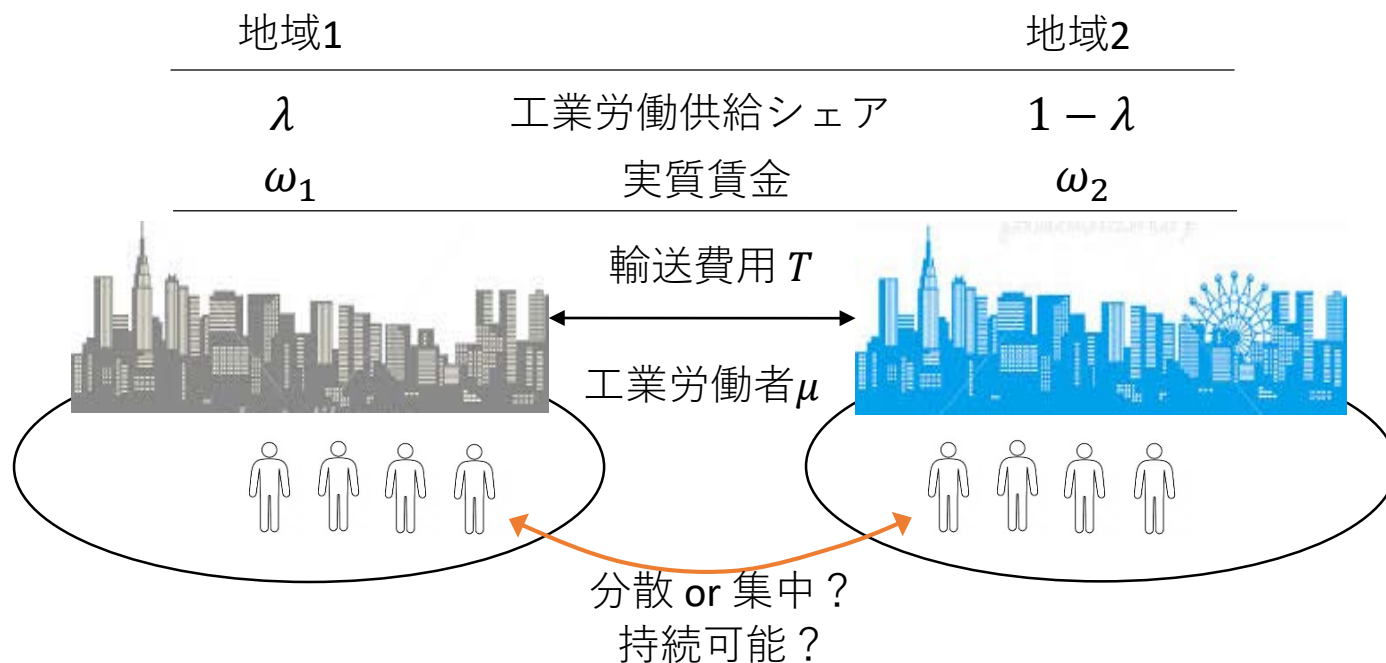 地域1 地域2
λ 工業労働供給シェア 1 − λ
ω₁ 実質賃金 ω₂
輸送費用 T
工業労働者μ
分散 or 集中？
持続可能？